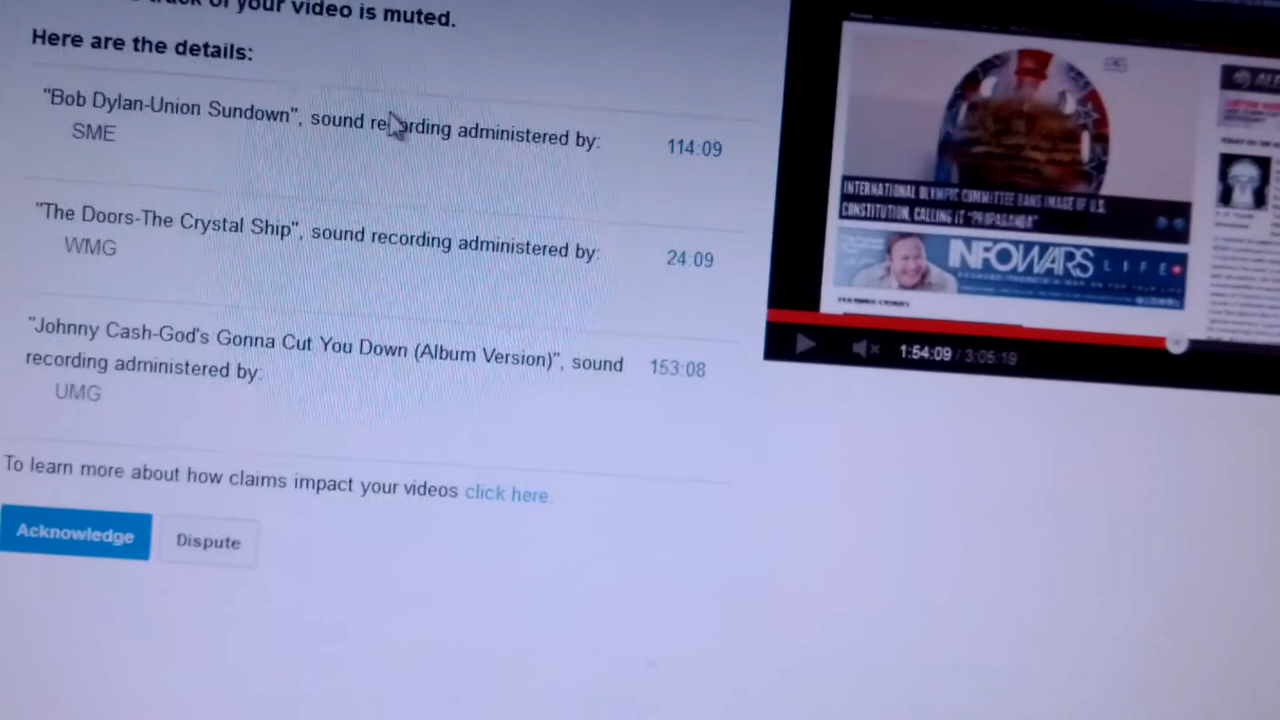 of your video is muted.
Here are the details:
"Bob Dylan-Union Sundown", sound recording administered by:
114:09
SME
"The Doors-The Crystal Ship", sound recording administered by:
24:09
WMG
"Johnny Cash-God's Gonna Cut You Down (Album Version)", sound
recording administered by:
153:08
UMG
To learn more about how claims impact your videos click here.
Acknowledge
Dispute
INTERNATIONAL OLYMPIC COMMITTEE BANS IMAGE OF U.S.
CONSTITUTION, CALLING IT "PROPAGANDA"
INFOWARS LIFE
1:54:09 / 3:05:19